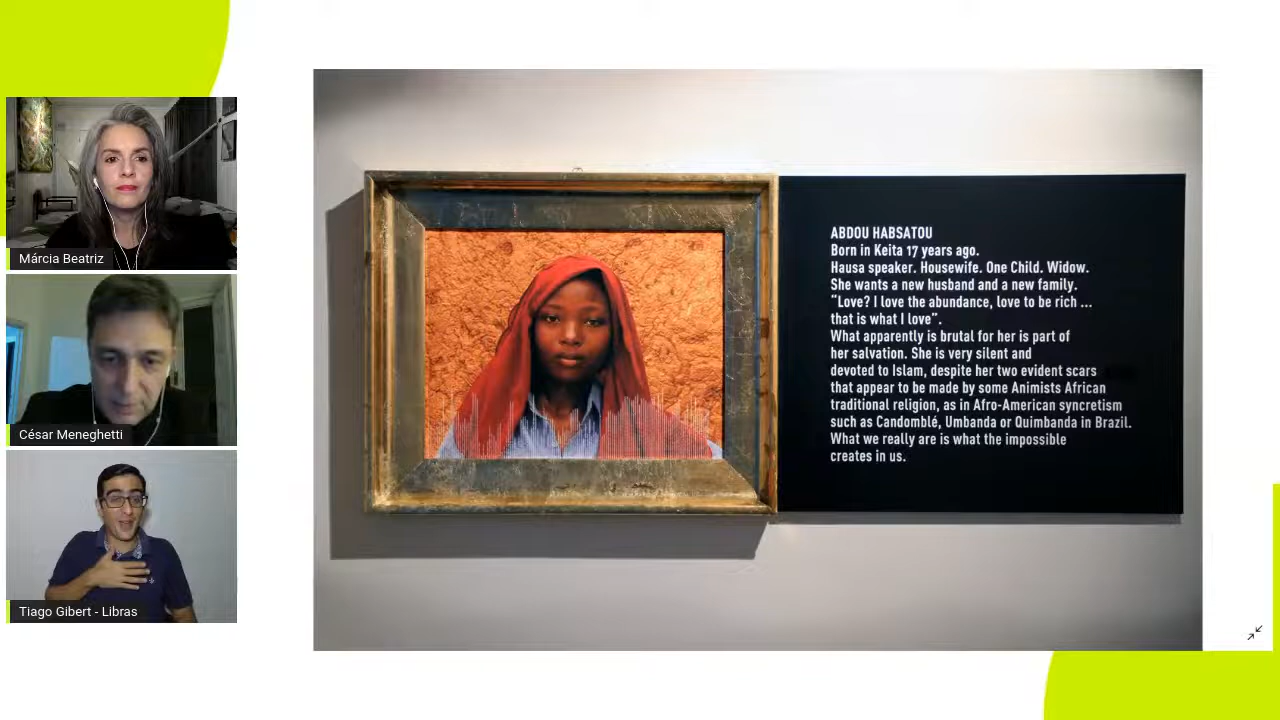 Márcia Beatriz
César Meneghetti
Tiago Gibert - Libras
ABDOU HABSATOU
Born in Keita 17 years ago.
Hausa speaker. Housewife. One Child. Widow.
She wants a new husband and a new family.
“Love? I love the abundance, love to be rich ...
that is what I love”.
What apparently is brutal for her is part of
her salvation. She is very silent and
devoted to Islam, despite her two evident scars
that appear to be made by some Animists African
traditional religion, as in Afro-American syncretism
such as Candomblé, Umbanda or Quimbanda in Brazil.
What we really are is what the impossible
creates in us.